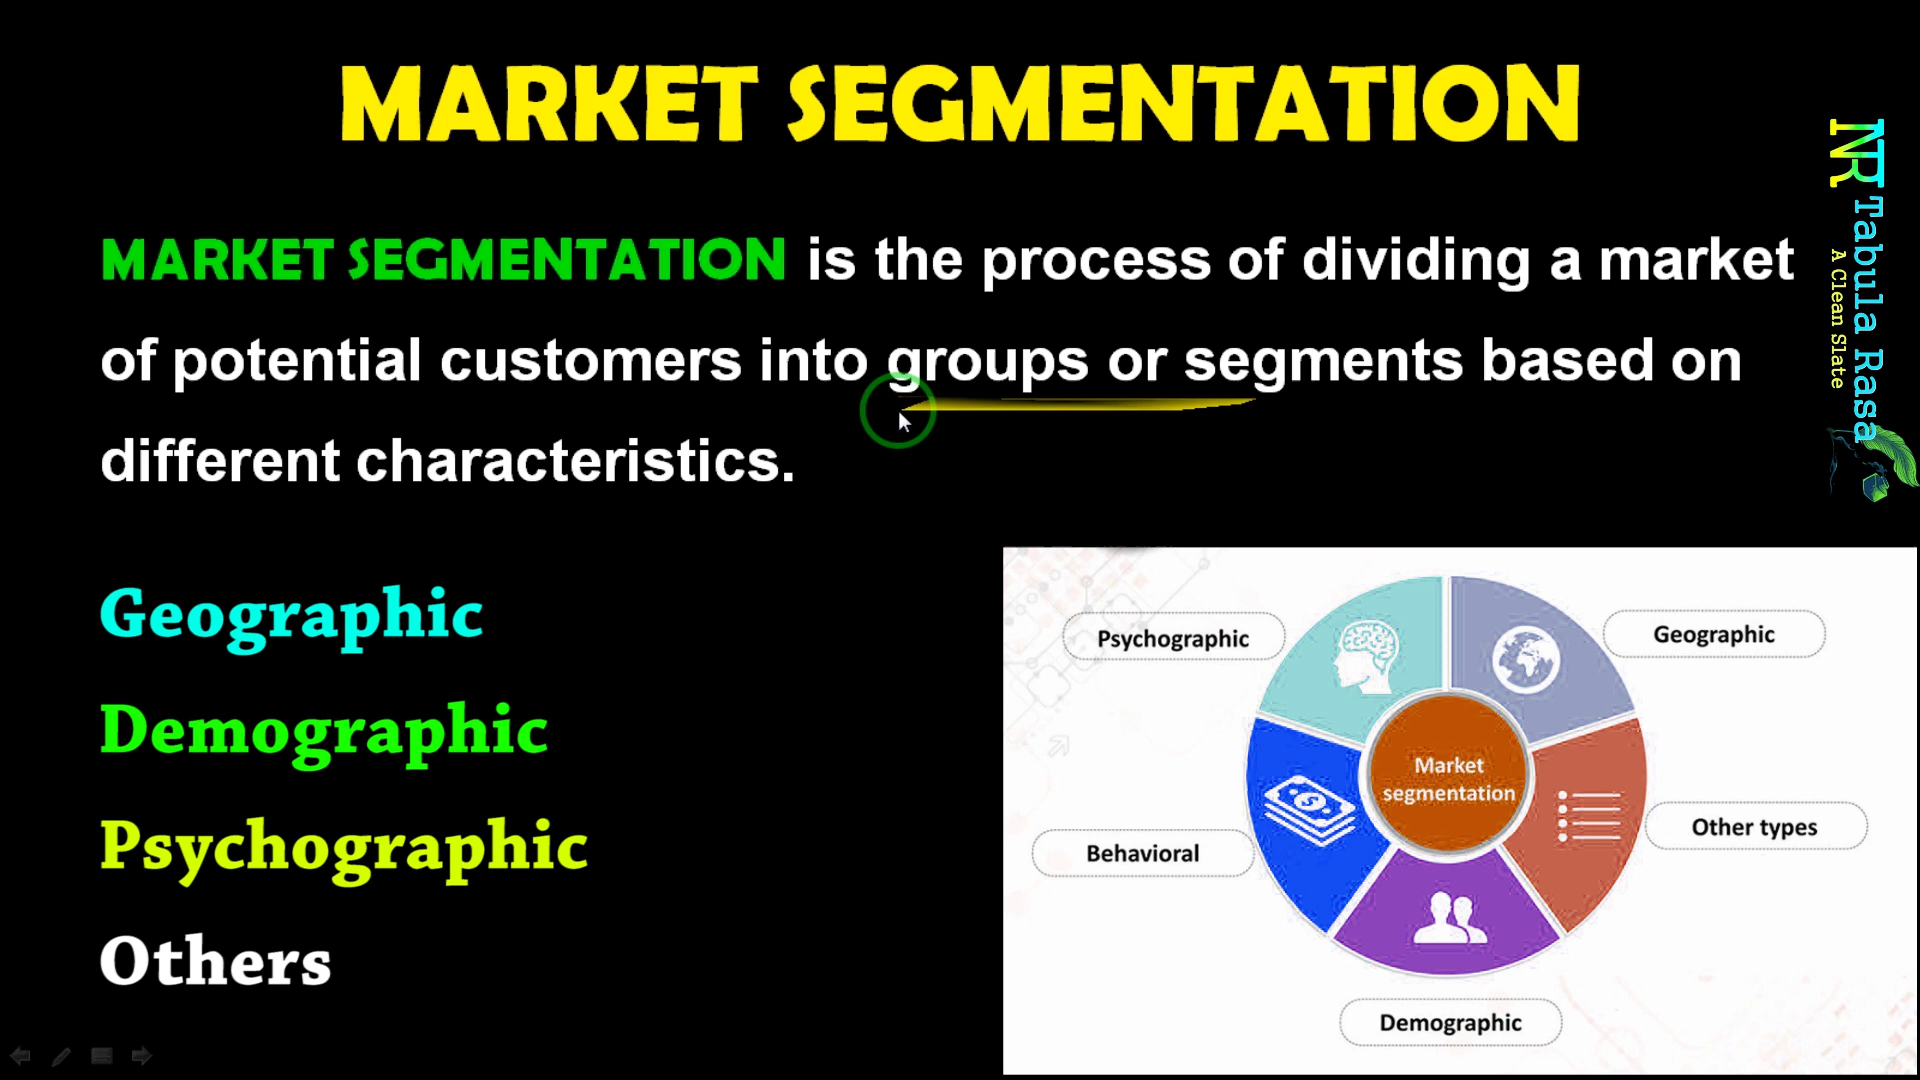 MARKET SEGMENTATION
MARKET SEGMENTATION is the process of dividing a market
of potential customers into groups or segments based on
different characteristics.
Geographic
Demographic
Psychographic
Others
Psychographic
Geographic
Market
segmentation
Other types
Behavioral
Demographic
NR
Tabula Rasa
A Clean Slate